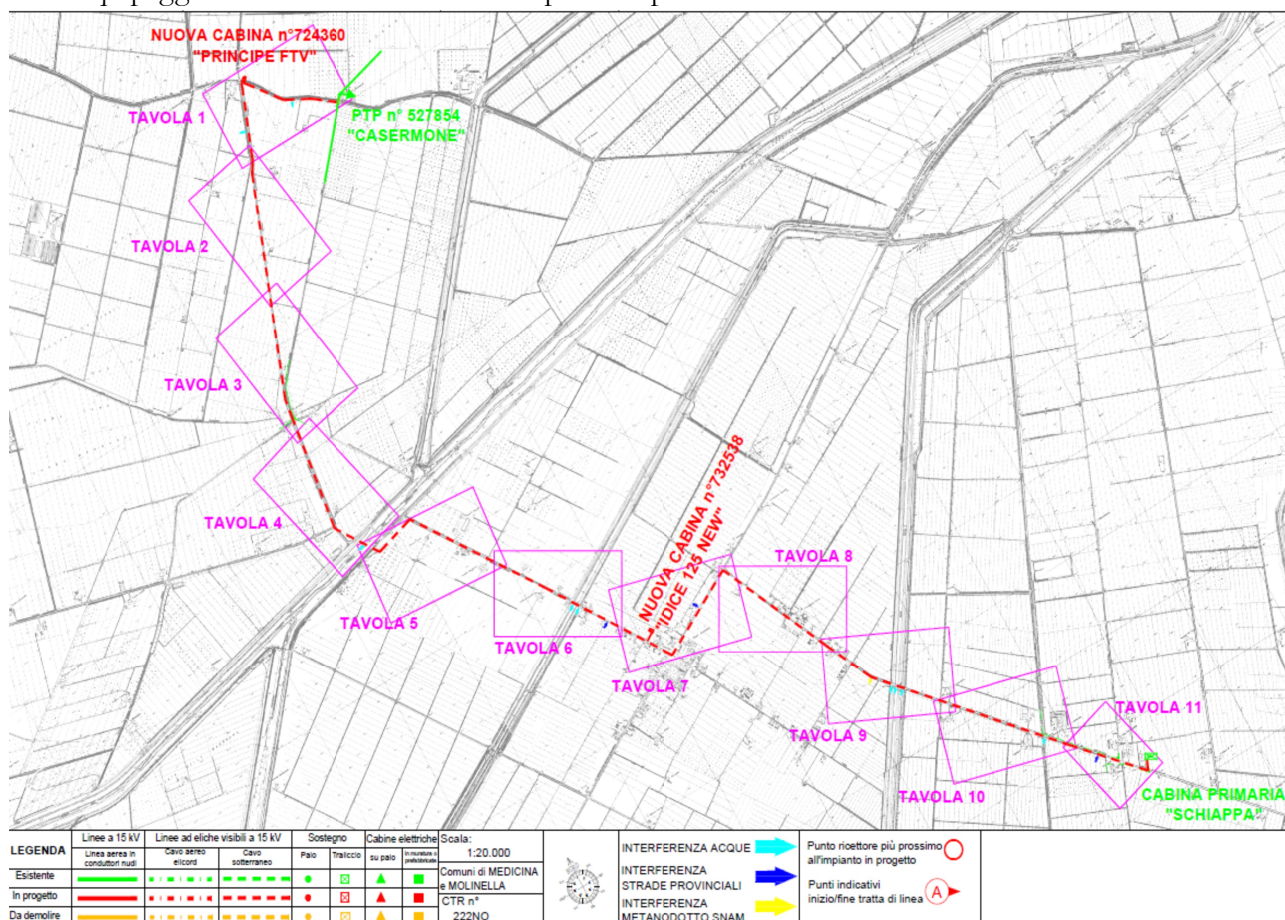 NUOVA CABINA n°724360
"PRINCIPE FTV"
TAVOLA 1
PTP n° 527854
"CASERMONE"
TAVOLA 2
TAVOLA 3
TAVOLA 4
TAVOLA 5
TAVOLA 6
NUOVA CABINA n°732538
"IDICE 125 NEW"
TAVOLA 7
TAVOLA 8
TAVOLA 9
TAVOLA 10
TAVOLA 11
CABINA PRIMARIA
"SCHIAPPA"
LEGENDA
Linee a 15 kV
Linee ad eliche visibili a 15 kV
Sostegno
Cabine elettriche
Linea aerea in
conduttori nudi
Cavo aereo
elicord
Cavo
sotterraneo
Palo
Traliccio
su palo
in muratura o
prefabbricate
Esistente
In progetto
Da demolire
Scala:
1:20.000
Comuni di MEDICINA
e MOLINELLA
CTR n°
222NO
INTERFERENZA ACQUE
INTERFERENZA
STRADE PROVINCIALI
INTERFERENZA
METANODOTTO SNAM
Punto ricettore più prossimo
all'impianto in progetto
Punti indicativi
inizio/fine tratta di linea
A